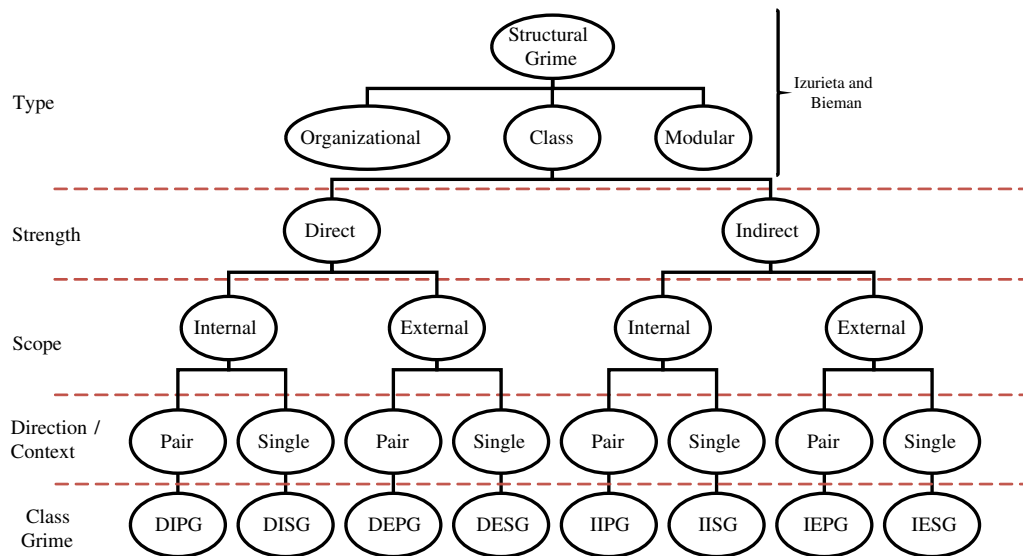 Structural
Grime
Izurieta and
Bieman
Type
Organizational
Class
Modular
Strength
Direct
Indirect
Scope
Internal
External
Internal
External
Direction /
Context
Pair
Single
Pair
Single
Pair
Single
Pair
Single
Class
Grime
DIPG
DISG
DEPG
DESG
IIPG
IISG
IEPG
IESG